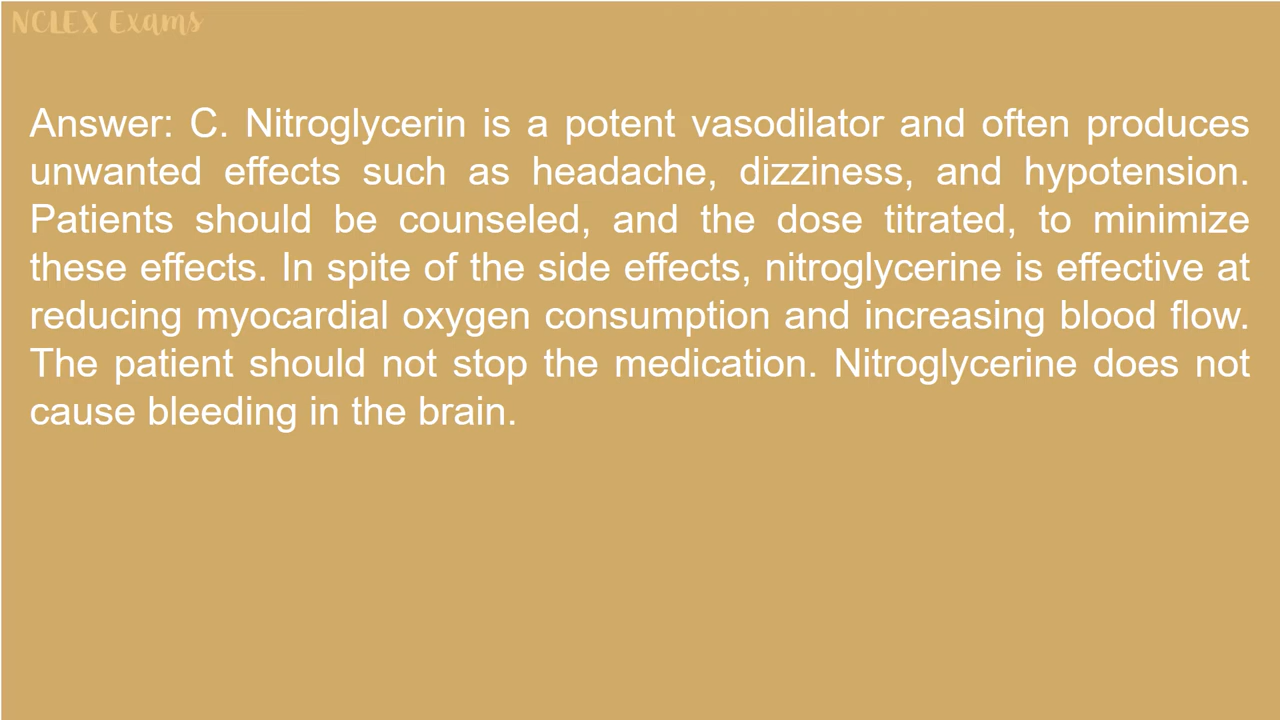 NCLEX Exams
Answer: C. Nitroglycerin is a potent vasodilator and often produces
unwanted effects such as headache, dizziness, and hypotension.
Patients should be counseled, and the dose titrated, to minimize
these effects. In spite of the side effects, nitroglycerine is effective at
reducing myocardial oxygen consumption and increasing blood flow.
The patient should not stop the medication. Nitroglycerine does not
cause bleeding in the brain.